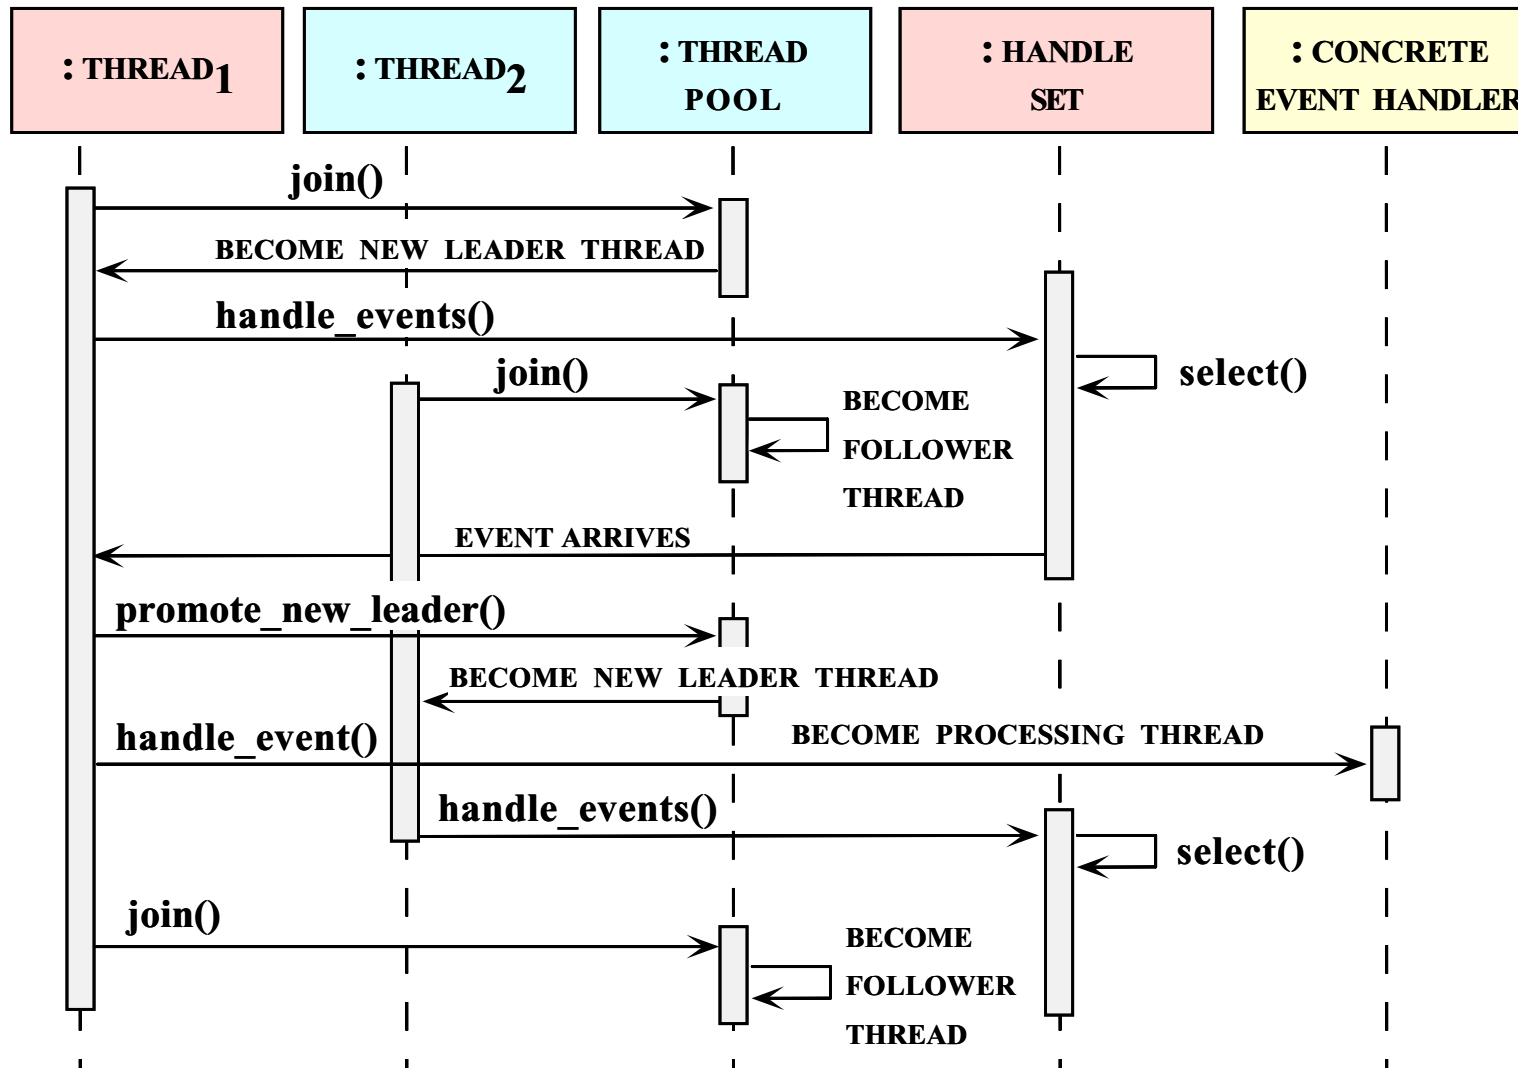 : THREAD1
: THREAD2
: THREAD
POOL
: HANDLE
SET
: CONCRETE
EVENT HANDLER
join()
BECOME NEW LEADER THREAD
handle_events()
join()
select()
BECOME
FOLLOWER
THREAD
EVENT ARRIVES
promote_new_leader()
BECOME NEW LEADER THREAD
handle_event()
BECOME PROCESSING THREAD
handle_events()
select()
join()
BECOME
FOLLOWER
THREAD